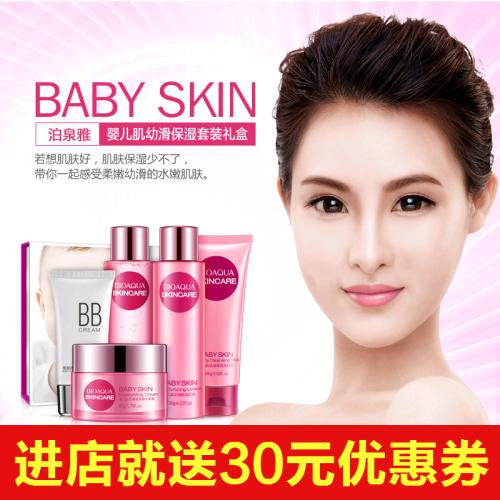 BABY SKIN
泊泉雅 婴儿肌幼滑保湿套装礼盒
若想肌肤好，肌肤保湿少不了，
带你一起感受柔嫩幼滑的水嫩肌肤。
BIOAQUA
SKINCARE
BIOAQUA
SKINCARE
BIOAQUA
SKINCARE
BB
CREAM
BABY SKIN
BABY SKIN
BIOAQUA
SKINCARE
BABY SKIN
进店就送30元优惠券